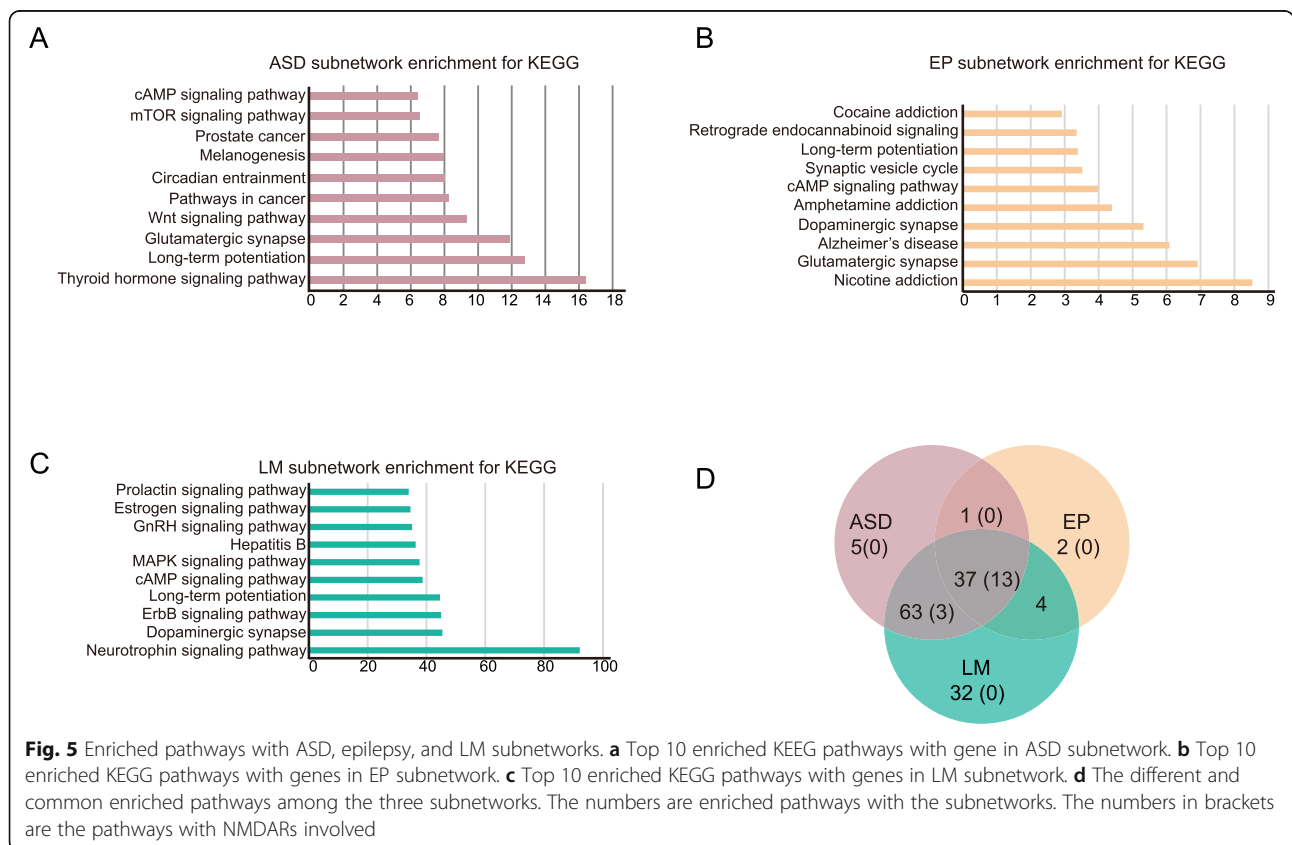 A
ASD subnetwork enrichment for KEGG
cAMP signaling pathway
mTOR signaling pathway
Prostate cancer
Melanogenesis
Circadian entrainment
Pathways in cancer
Wnt signaling pathway
Glutamatergic synapse
Long-term potentiation
Thyroid hormone signaling pathway
0 2 4 6 8 10 12 14 16 18
B
EP subnetwork enrichment for KEGG
Cocaine addiction
Retrograde endocannabinoid signaling
Long-term potentiation
Synaptic vesicle cycle
cAMP signaling pathway
Amphetamine addiction
Dopaminergic synapse
Alzheimer's disease
Glutamatergic synapse
Nicotine addiction
0 1 2 3 4 5 6 7 8 9
C
LM subnetwork enrichment for KEGG
Prolactin signaling pathway
Estrogen signaling pathway
GnRH signaling pathway
Hepatitis B
MAPK signaling pathway
cAMP signaling pathway
Long-term potentiation
ErbB signaling pathway
Dopaminergic synapse
Neurotrophin signaling pathway
0 20 40 60 80 100
D
ASD
5(0)
1 (0)
EP
2 (0)
37 (13)
63 (3)
4
LM
32 (0)
Fig. 5 Enriched pathways with ASD, epilepsy, and LM subnetworks. a Top 10 enriched KEEG pathways with gene in ASD subnetwork. b Top 10
enriched KEGG pathways with genes in EP subnetwork. c Top 10 enriched KEGG pathways with genes in LM subnetwork. d The different and
common enriched pathways among the three subnetworks. The numbers are enriched pathways with the subnetworks. The numbers in brackets
are the pathways with NMDARs involved